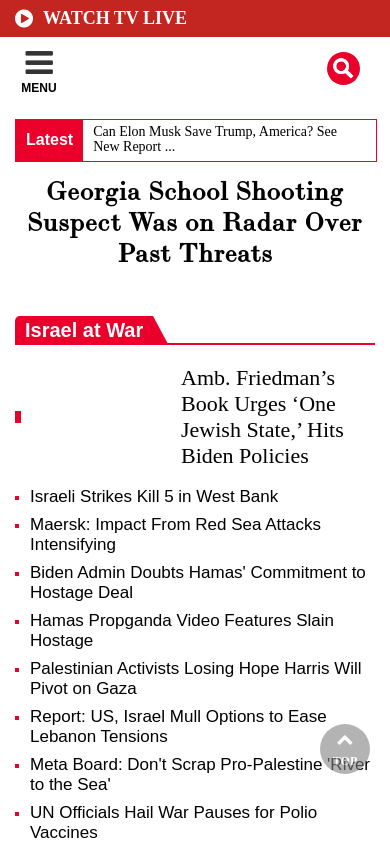 WATCH TV LIVE
MENU
Latest
Can Elon Musk Save Trump, America? See
New Report ...
Georgia School Shooting
Suspect Was on Radar Over
Past Threats
Israel at War
Amb. Friedman's
Book Urges ‘One
Jewish State,’ Hits
Biden Policies
Israeli Strikes Kill 5 in West Bank
Maersk: Impact From Red Sea Attacks
Intensifying
Biden Admin Doubts Hamas' Commitment to
Hostage Deal
Hamas Propganda Video Features Slain
Hostage
Palestinian Activists Losing Hope Harris Will
Pivot on Gaza
Report: US, Israel Mull Options to Ease
Lebanon Tensions
Meta Board: Don't Scrap Pro-Palestine 'River
to the Sea'
TOP
UN Officials Hail War Pauses for Polio
Vaccines